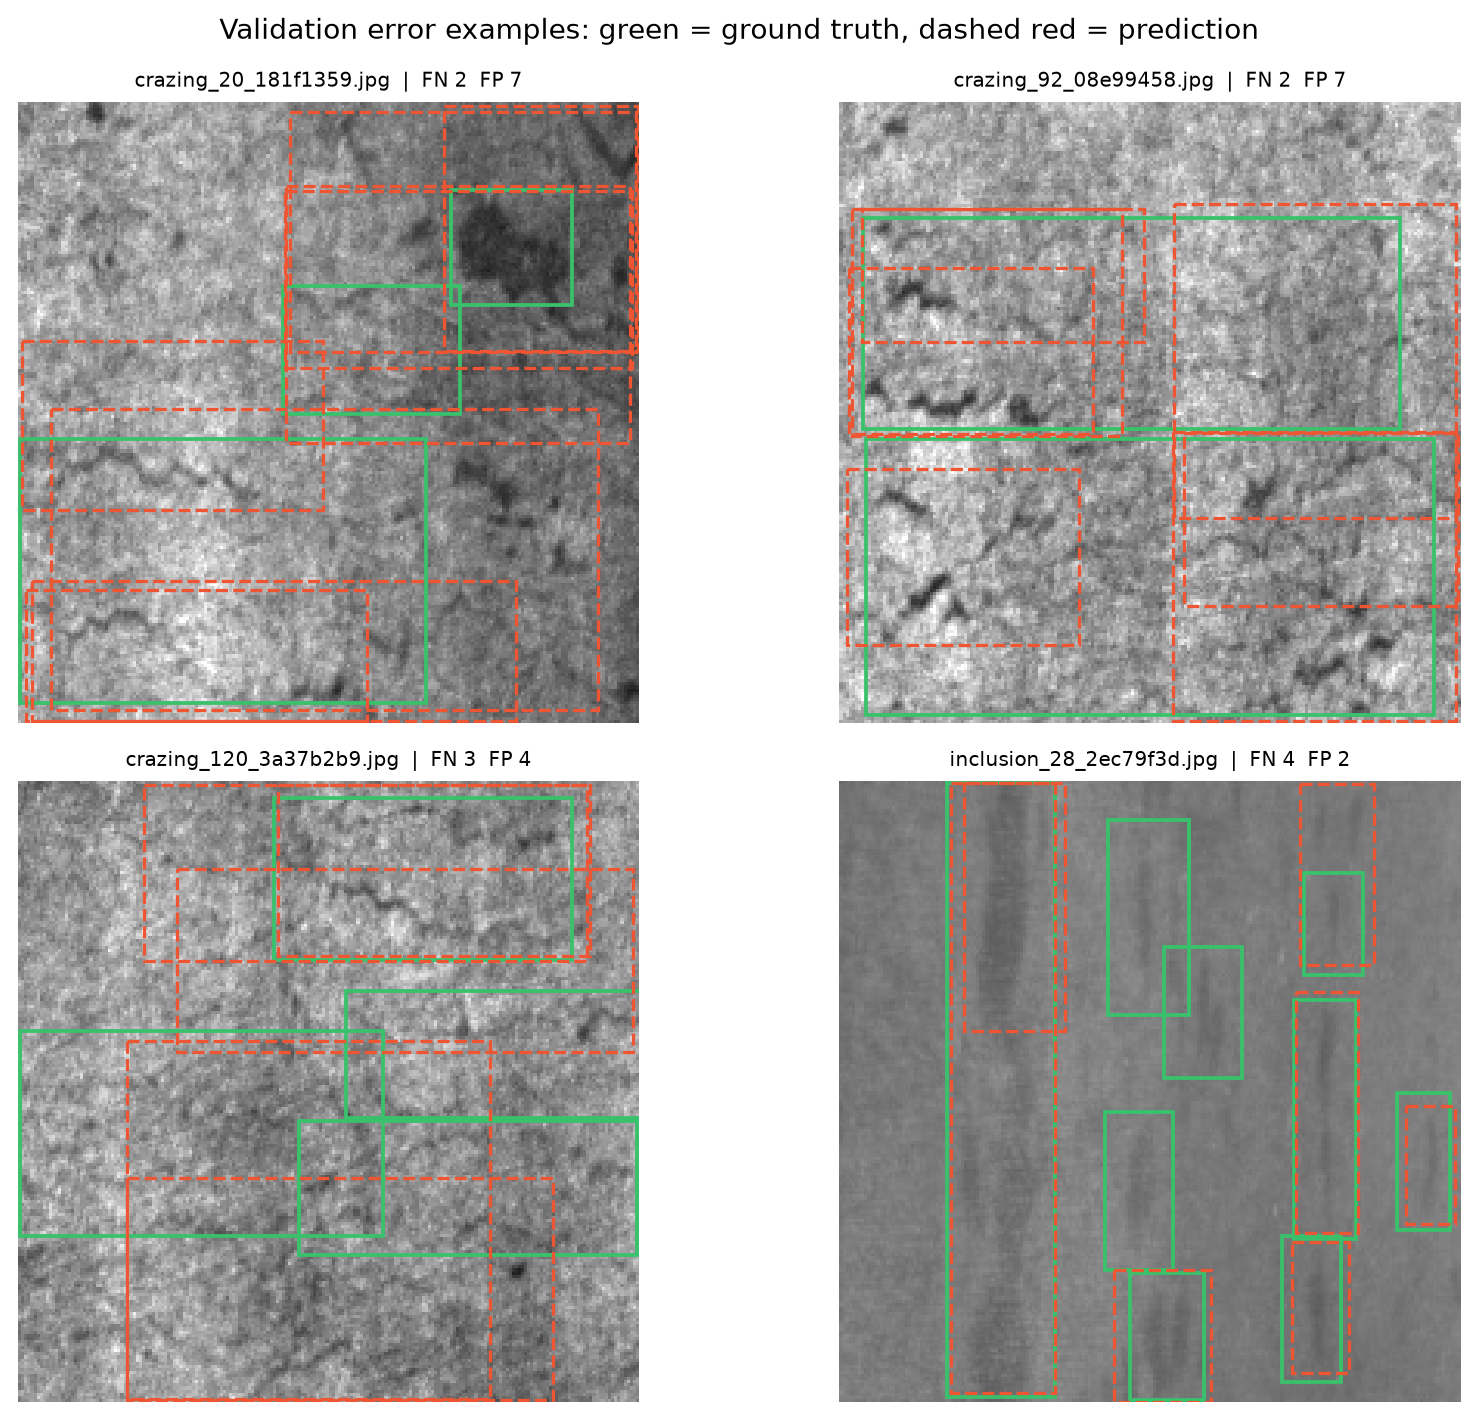 Validation error examples: green = ground truth, dashed red = prediction
crazing_20_181f1359.jpg | FN 2 FP 7
crazing_92_08e99458.jpg | FN 2 FP 7
crazing_120_3a37b2b9.jpg | FN 3 FP 4
inclusion_28_2ec79f3d.jpg | FN 4 FP 2